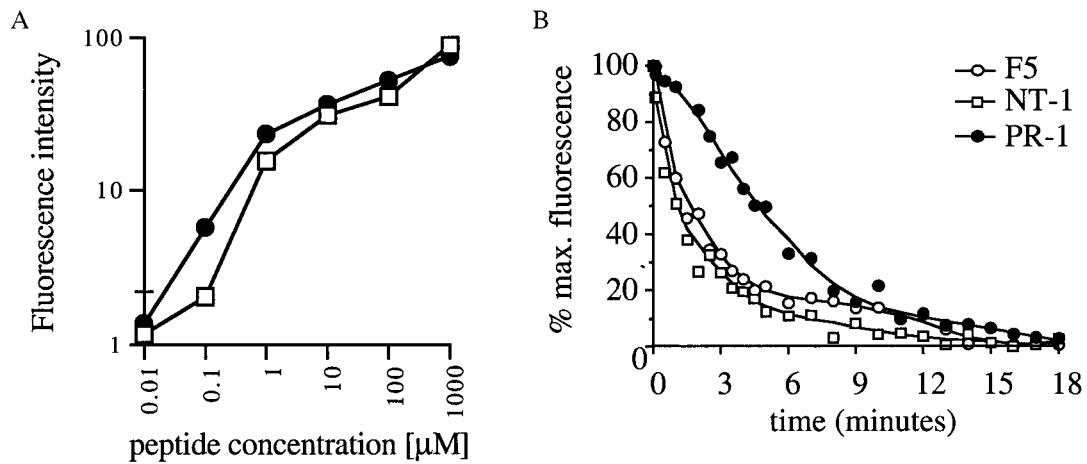 A
Fluorescence intensity
100
10
1
0.01
0.1
1
10
100
1000
peptide concentration [μM]
B
% max. fluorescence
100
80
60
40
20
0
0
3
6
9
12
15
18
time (minutes)
F5
NT-1
PR-1